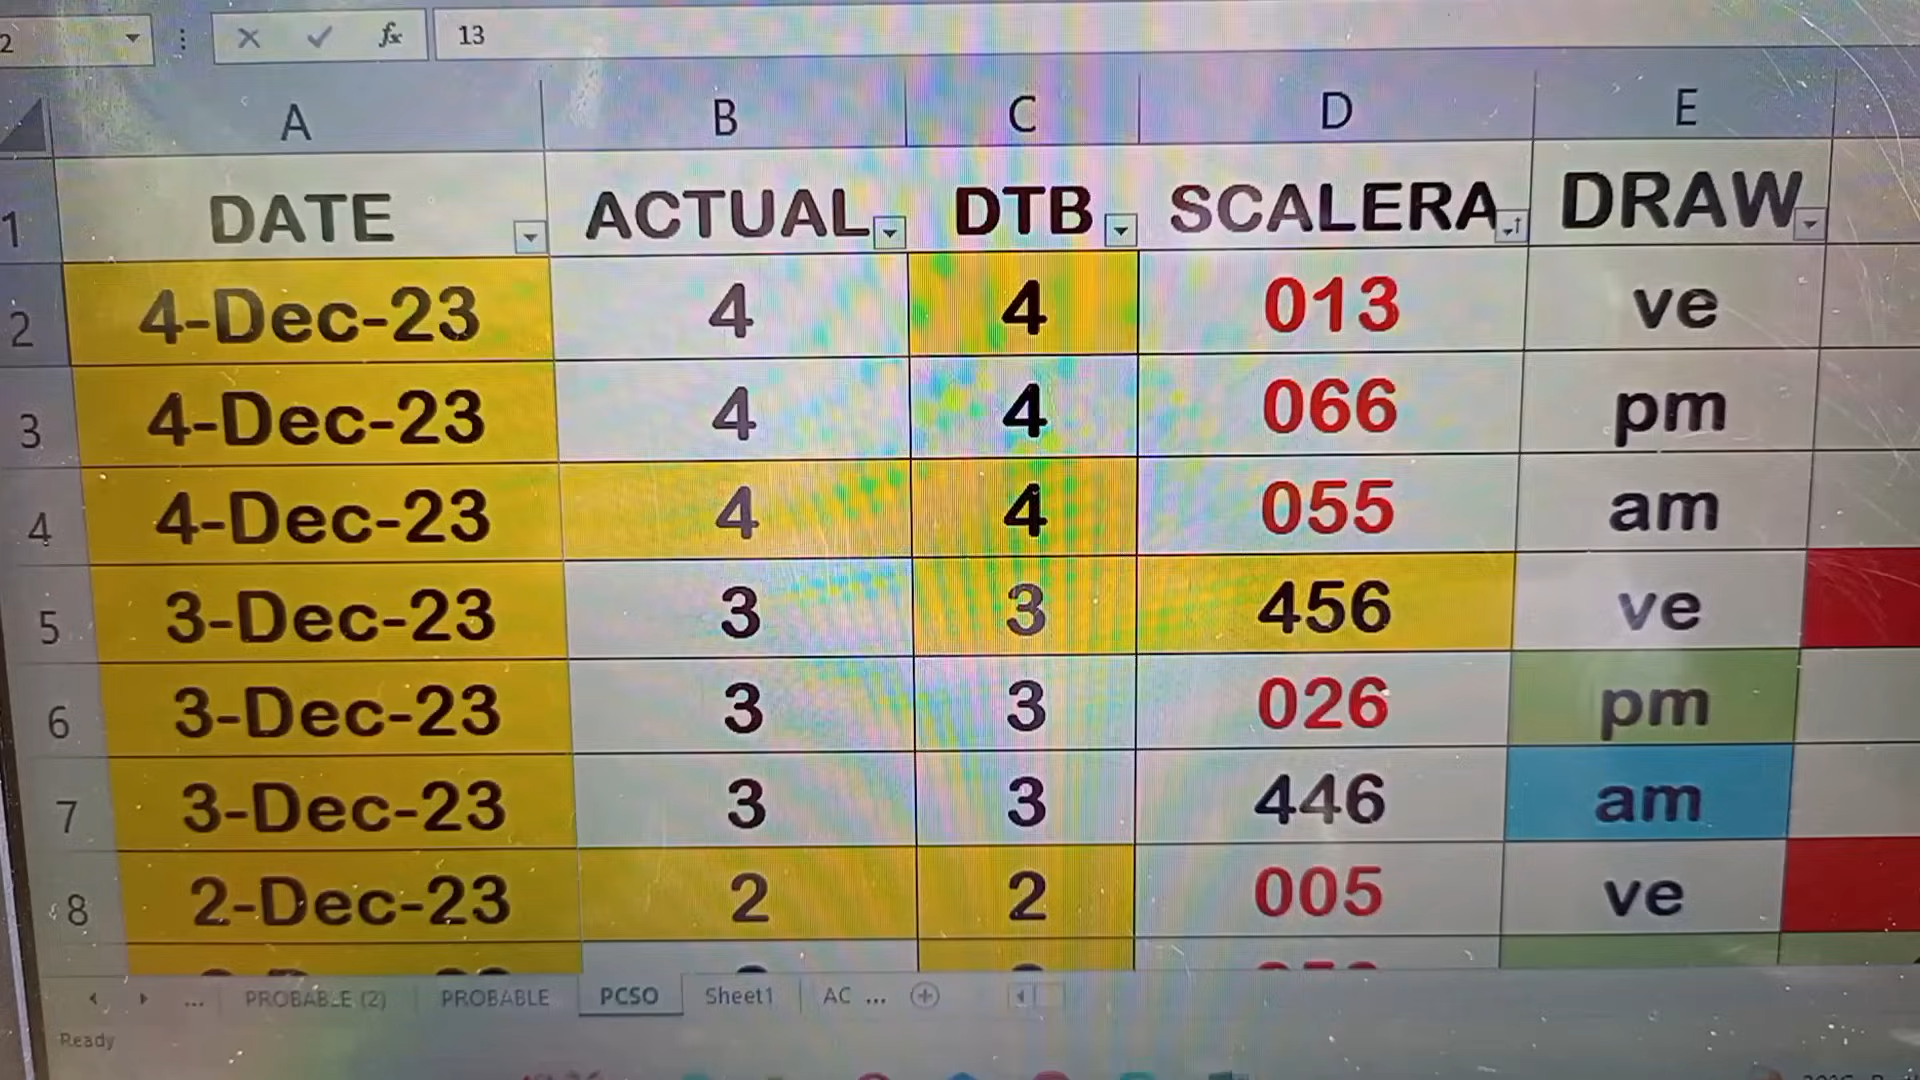 2 fx 13
A B C D E
1 DATE ACTUAL DTB SCALERA DRAW
2 4-Dec-23 4 4 013 ve
3 4-Dec-23 4 4 066 pm
4 4-Dec-23 4 4 055 am
5 3-Dec-23 3 3 456 ve
6 3-Dec-23 3 3 026 pm
7 3-Dec-23 3 3 446 am
8 2-Dec-23 2 2 005 ve
... PROBABLE (2) PROBABLE PCSO Sheet1 AC ...
Ready